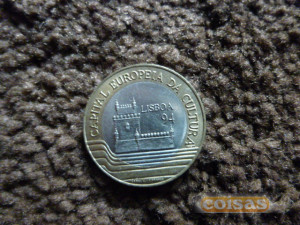 CAPITAL EUROPEIA DA CULTURA
LISBOA
94
coisas